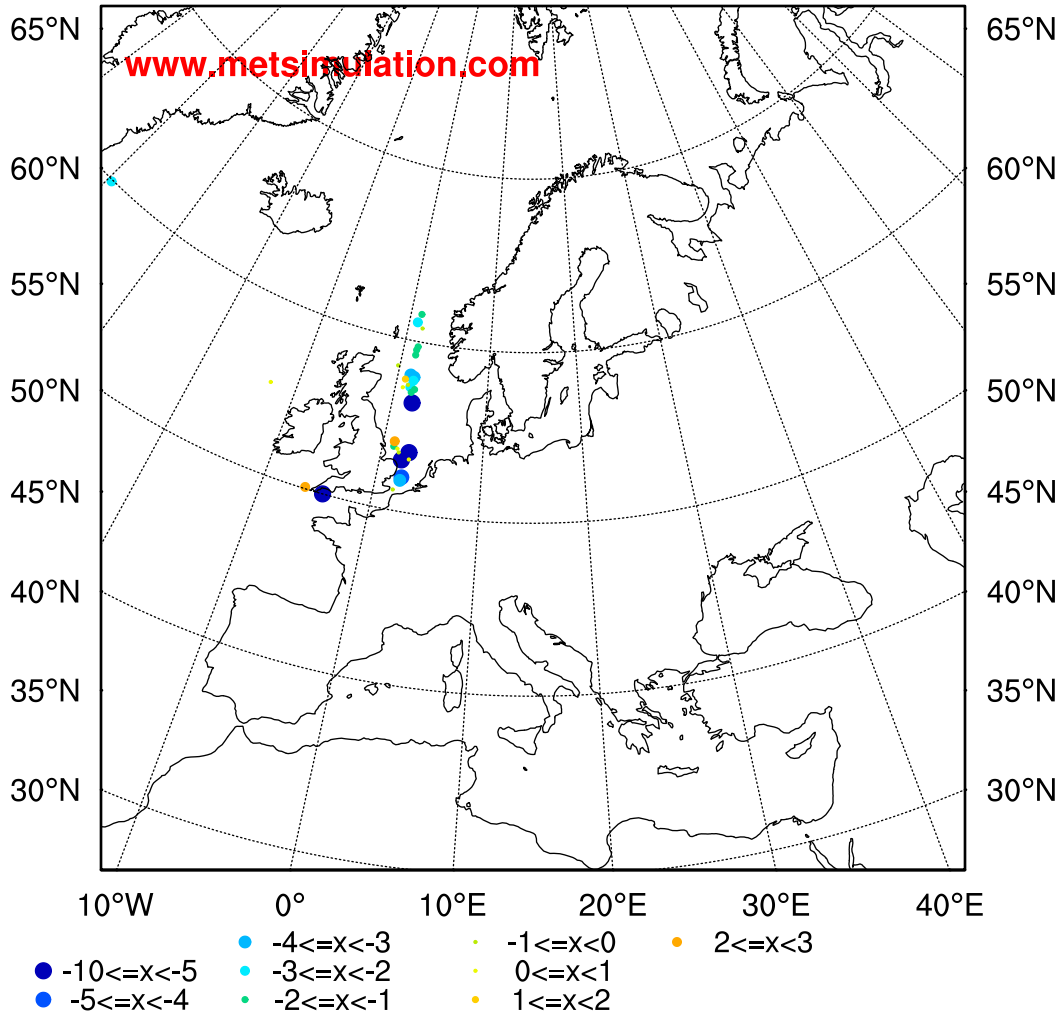 65°N 65°N
www.metsimulation.com
60°N 60°N
55°N 55°N
50°N 50°N
45°N 45°N
40°N 40°N
35°N 35°N
30°N 30°N
10°W 0° 10°E 20°E 30°E 40°E
-4<=x<-3 -1<=x<0 2<=x<3
-10<=x<-5 -3<=x<-2 0<=x<1
-5<=x<-4 -2<=x<-1 1<=x<2